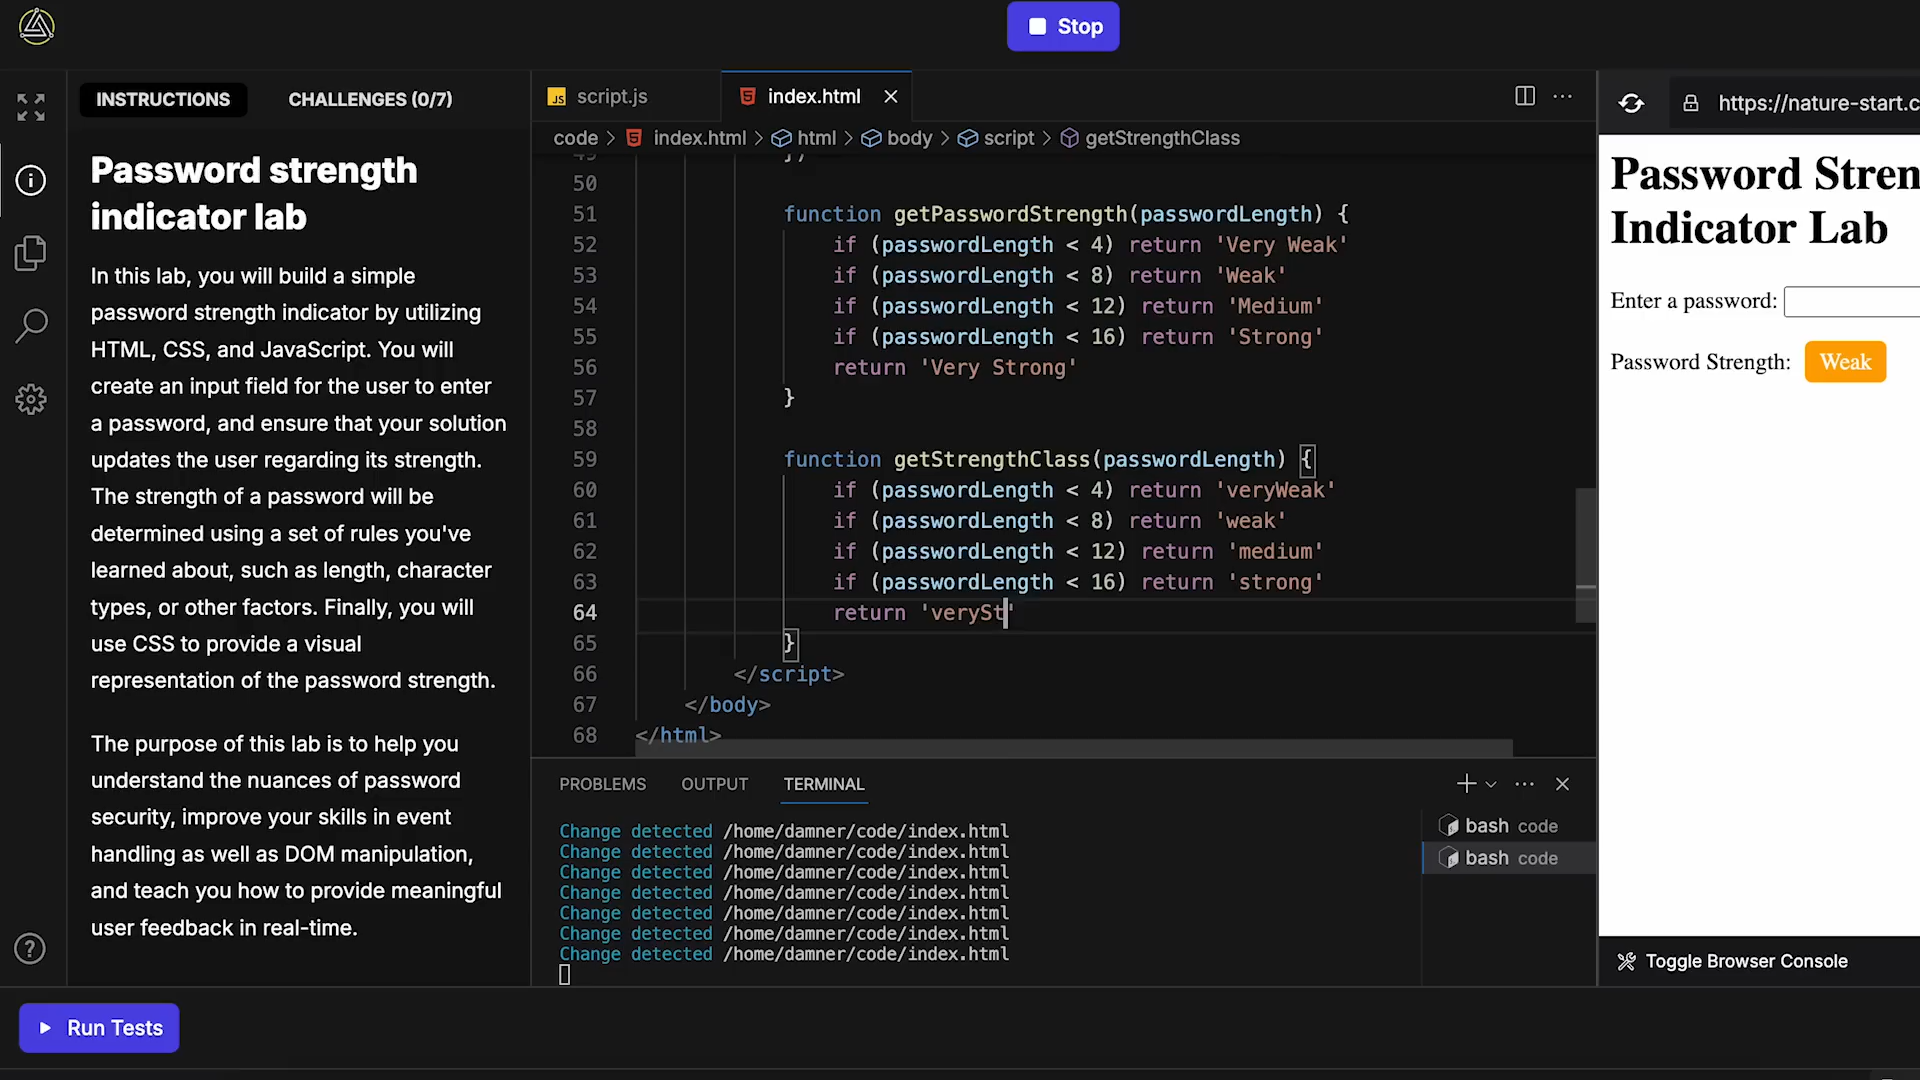 Stop
INSTRUCTIONS
CHALLENGES (0/7)
Password strength
indicator lab
In this lab, you will build a simple
password strength indicator by utilizing
HTML, CSS, and JavaScript. You will
create an input field for the user to enter
a password, and ensure that your solution
updates the user regarding its strength.
The strength of a password will be
determined using a set of rules you've
learned about, such as length, character
types, or other factors. Finally, you will
use CSS to provide a visual
representation of the password strength.
The purpose of this lab is to help you
understand the nuances of password
security, improve your skills in event
handling as well as DOM manipulation,
and teach you how to provide meaningful
user feedback in real-time.
Run Tests
JS script.js
index.html
code > index.html > html > body > script > getStrengthClass
50
51 function getPasswordStrength(passwordLength) {
52 if (passwordLength < 4) return 'Very Weak'
53 if (passwordLength < 8) return 'Weak'
54 if (passwordLength < 12) return 'Medium'
55 if (passwordLength < 16) return 'Strong'
56 return 'Very Strong'
57 }
58
59 function getStrengthClass(passwordLength) {
60 if (passwordLength < 4) return 'veryWeak'
61 if (passwordLength < 8) return 'weak'
62 if (passwordLength < 12) return 'medium'
63 if (passwordLength < 16) return 'strong'
64 return 'verySt'
65 }
66 </script>
67 </body>
68 </html>
PROBLEMS OUTPUT TERMINAL
Change detected /home/damner/code/index.html
Change detected /home/damner/code/index.html
Change detected /home/damner/code/index.html
Change detected /home/damner/code/index.html
Change detected /home/damner/code/index.html
Change detected /home/damner/code/index.html
Change detected /home/damner/code/index.html
bash code
bash code
https://nature-start.c
Password Stren
Indicator Lab
Enter a password:
Password Strength: Weak
Toggle Browser Console